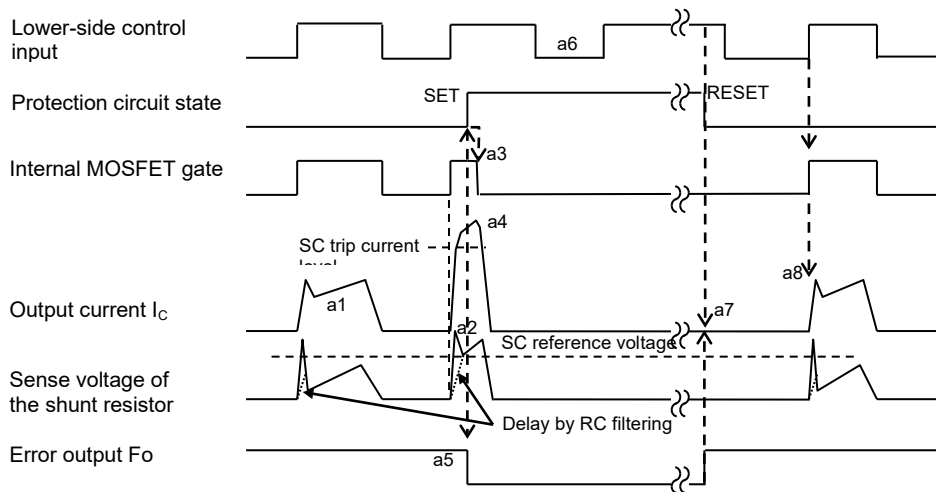 Lower-side control
input
a6
Protection circuit state
SET
RESET
a3
Internal MOSFET gate
a4
SC trip current
level
Output current IC
a1
a2
a7
a8
SC reference voltage
Sense voltage of
the shunt resistor
Delay by RC filtering
Error output Fo
a5